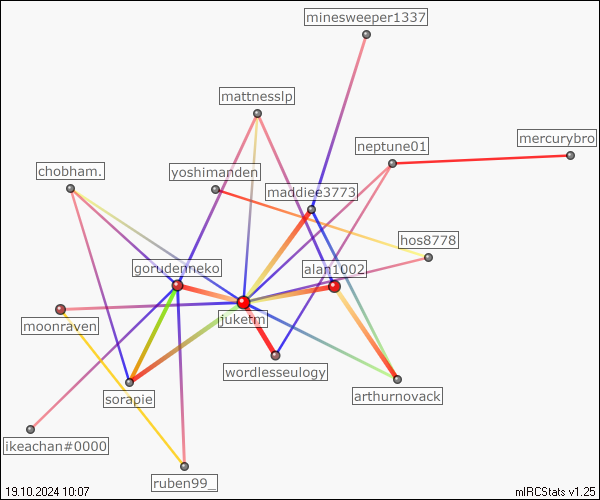 minesweeper1337
mattnesslp
neptune01
mercurybro
chobham.
yoshimanden
maddiee3773
hos8778
gorudenneko
alan1002
juketm
moonraven
wordlesseulogy
sorapie
arthurnovack
ikeachan#0000
ruben99_
19.10.2024 10:07
mIRCStats v1.25